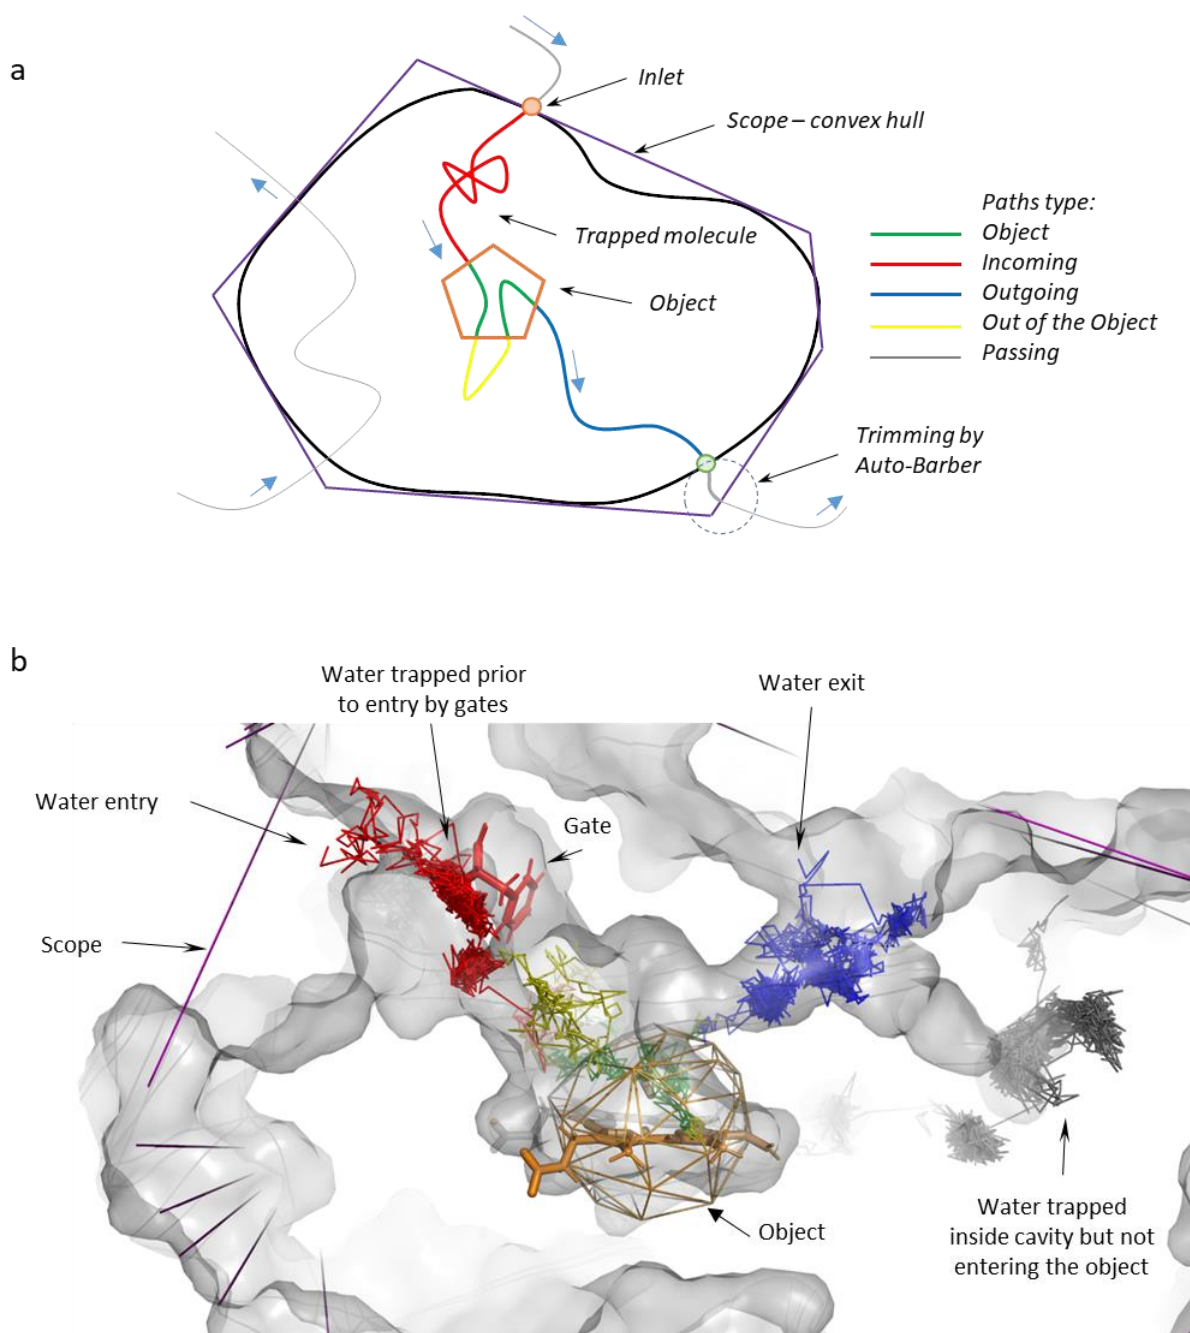 a
Inlet
Scope – convex hull
Trapped molecule
Object
Paths type:
Object
Incoming
Outgoing
Out of the Object
Passing
Trimming by
Auto-Barber
b
Water trapped prior
to entry by gates
Water exit
Water entry
Gate
Scope
Object
Water trapped
inside cavity but not
entering the object